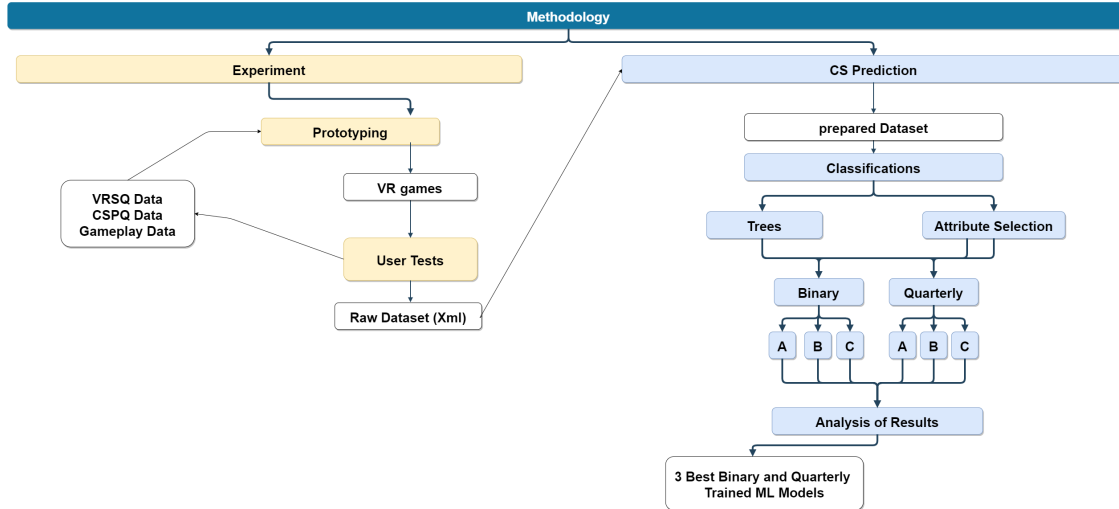 Methodology
Experiment
CS Prediction
Prototyping
prepared Dataset
Classifications
VR games
VRSQ Data
CSPQ Data
Gameplay Data
Trees
Attribute Selection
User Tests
Binary
Quarterly
Raw Dataset (Xml)
A
B
C
A
B
C
Analysis of Results
3 Best Binary and Quarterly
Trained ML Models